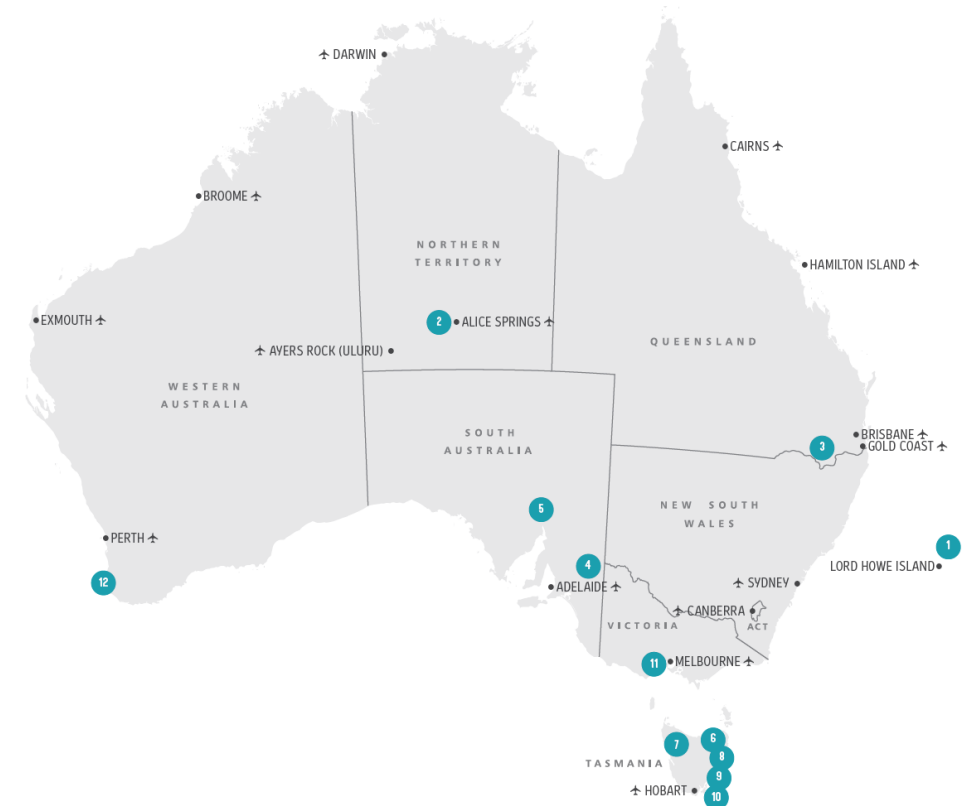 DARWIN
CAIRNS
BROOME
NORTHERN
TERRITORY
HAMILTON ISLAND
EXMOUTH
2
ALICE SPRINGS
QUEENSLAND
AYERS ROCK (ULURU)
WESTERN
AUSTRALIA
SOUTH
AUSTRALIA
BRISBANE
3
GOLD COAST
5
NEW SOUTH
WALES
PERTH
1
LORD HOWE ISLAND
4
12
ADELAIDE
SYDNEY
CANBERRA
VICTORIA
ACT
11
MELBOURNE
6
7
8
TASMANIA
9
HOBART
10